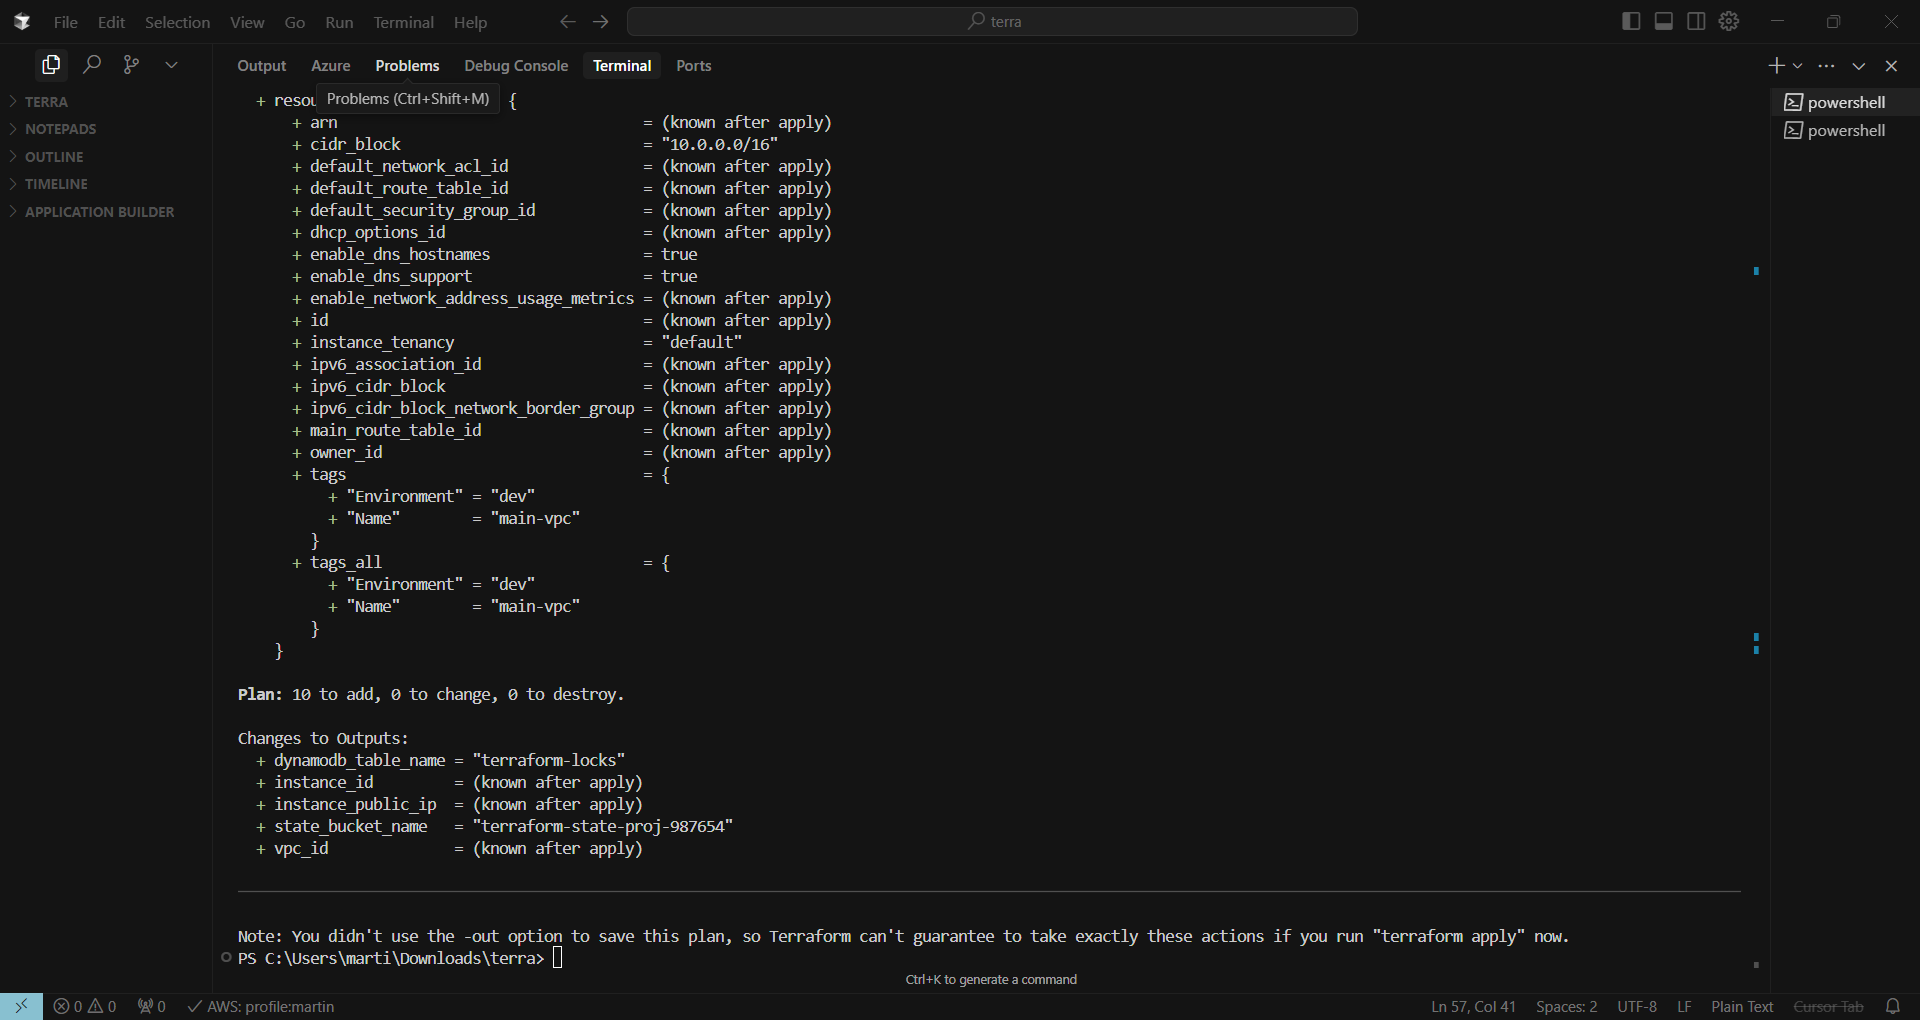 File Edit Selection View Go Run Terminal Help
terra
Output Azure Problems Debug Console Terminal Ports
TERRA
NOTEPADS
OUTLINE
TIMELINE
APPLICATION BUILDER
powershell
powershell
Problems (Ctrl+Shift+M)
+ resou {
+ arn = (known after apply)
+ cidr_block = "10.0.0.0/16"
+ default_network_acl_id = (known after apply)
+ default_route_table_id = (known after apply)
+ default_security_group_id = (known after apply)
+ dhcp_options_id = (known after apply)
+ enable_dns_hostnames = true
+ enable_dns_support = true
+ enable_network_address_usage_metrics = (known after apply)
+ id = (known after apply)
+ instance_tenancy = "default"
+ ipv6_association_id = (known after apply)
+ ipv6_cidr_block = (known after apply)
+ ipv6_cidr_block_network_border_group = (known after apply)
+ main_route_table_id = (known after apply)
+ owner_id = (known after apply)
+ tags = {
+ "Environment" = "dev"
+ "Name" = "main-vpc"
}
+ tags_all = {
+ "Environment" = "dev"
+ "Name" = "main-vpc"
}
}
Plan: 10 to add, 0 to change, 0 to destroy.
Changes to Outputs:
+ dynamodb_table_name = "terraform-locks"
+ instance_id = (known after apply)
+ instance_public_ip = (known after apply)
+ state_bucket_name = "terraform-state-proj-987654"
+ vpc_id = (known after apply)
Note: You didn't use the -out option to save this plan, so Terraform can't guarantee to take exactly these actions if you run "terraform apply" now.
PS C:\Users\marti\Downloads\terra>
Ctrl+K to generate a command
0 0 0 AWS: profile:martin Ln 57, Col 41 Spaces: 2 UTF-8 LF Plain Text Cursor Tab